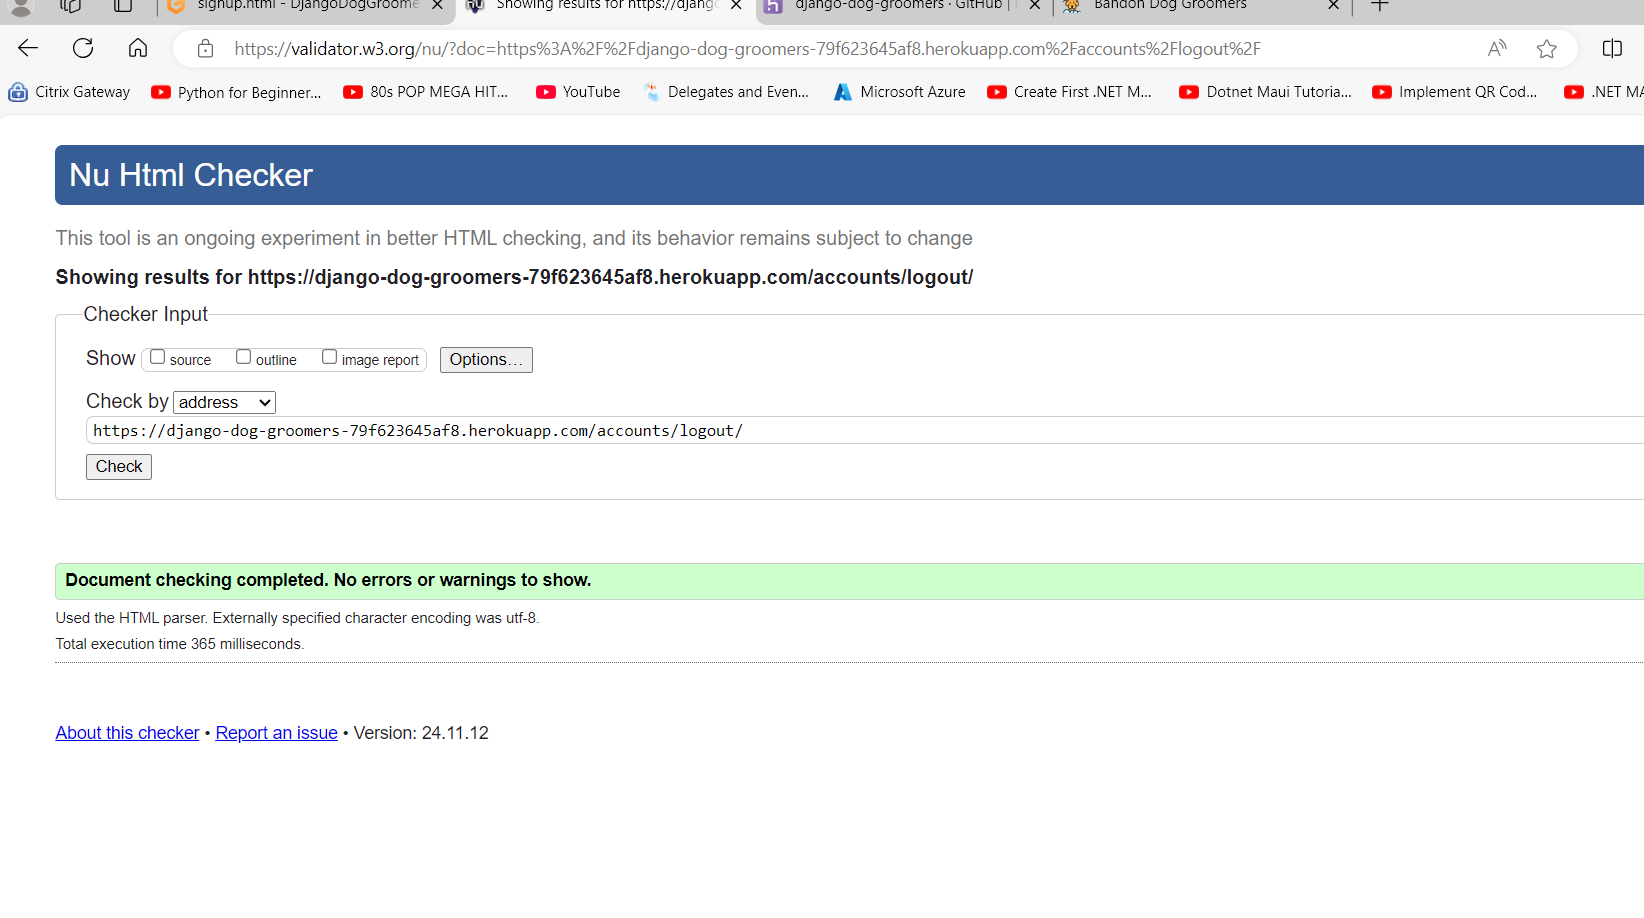 signup.html - DjangoDogGroome
Showing results for https://djang
django-dog-groomers · GitHub |
Bandon Dog Groomers
https://validator.w3.org/nu/?doc=https%3A%2F%2Fdjango-dog-groomers-79f623645af8.herokuapp.com%2Faccounts%2Flogout%2F
Citrix Gateway
Python for Beginner...
80s POP MEGA HIT...
YouTube
Delegates and Even...
Microsoft Azure
Create First .NET M...
Dotnet Maui Tutoria...
Implement QR Cod...
.NET MA
Nu Html Checker
This tool is an ongoing experiment in better HTML checking, and its behavior remains subject to change
Showing results for https://django-dog-groomers-79f623645af8.herokuapp.com/accounts/logout/
Checker Input
Show source outline image report Options...
Check by address
https://django-dog-groomers-79f623645af8.herokuapp.com/accounts/logout/
Check
Document checking completed. No errors or warnings to show.
Used the HTML parser. Externally specified character encoding was utf-8.
Total execution time 365 milliseconds.
About this checker • Report an issue • Version: 24.11.12